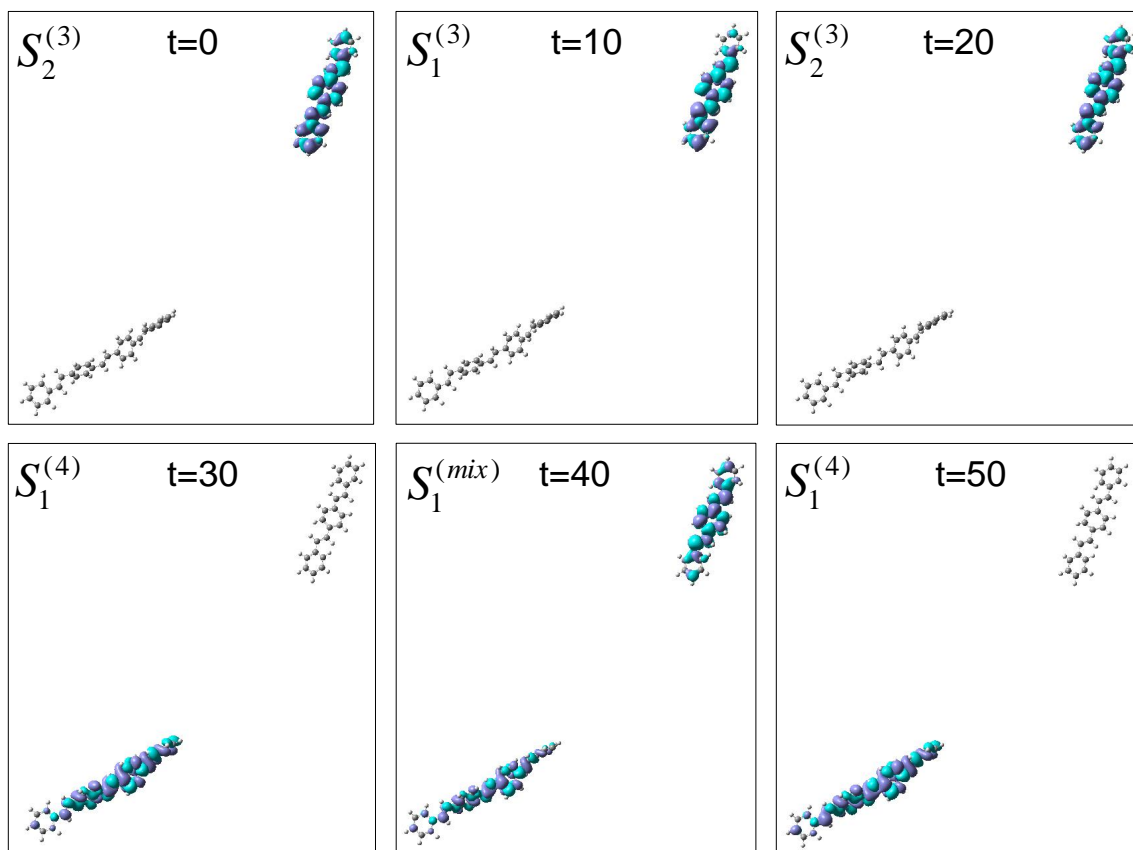 S_2^{(3)} t=0
S_1^{(3)} t=10
S_2^{(3)} t=20
S_1^{(4)} t=30
S_1^{(mix)} t=40
S_1^{(4)} t=50